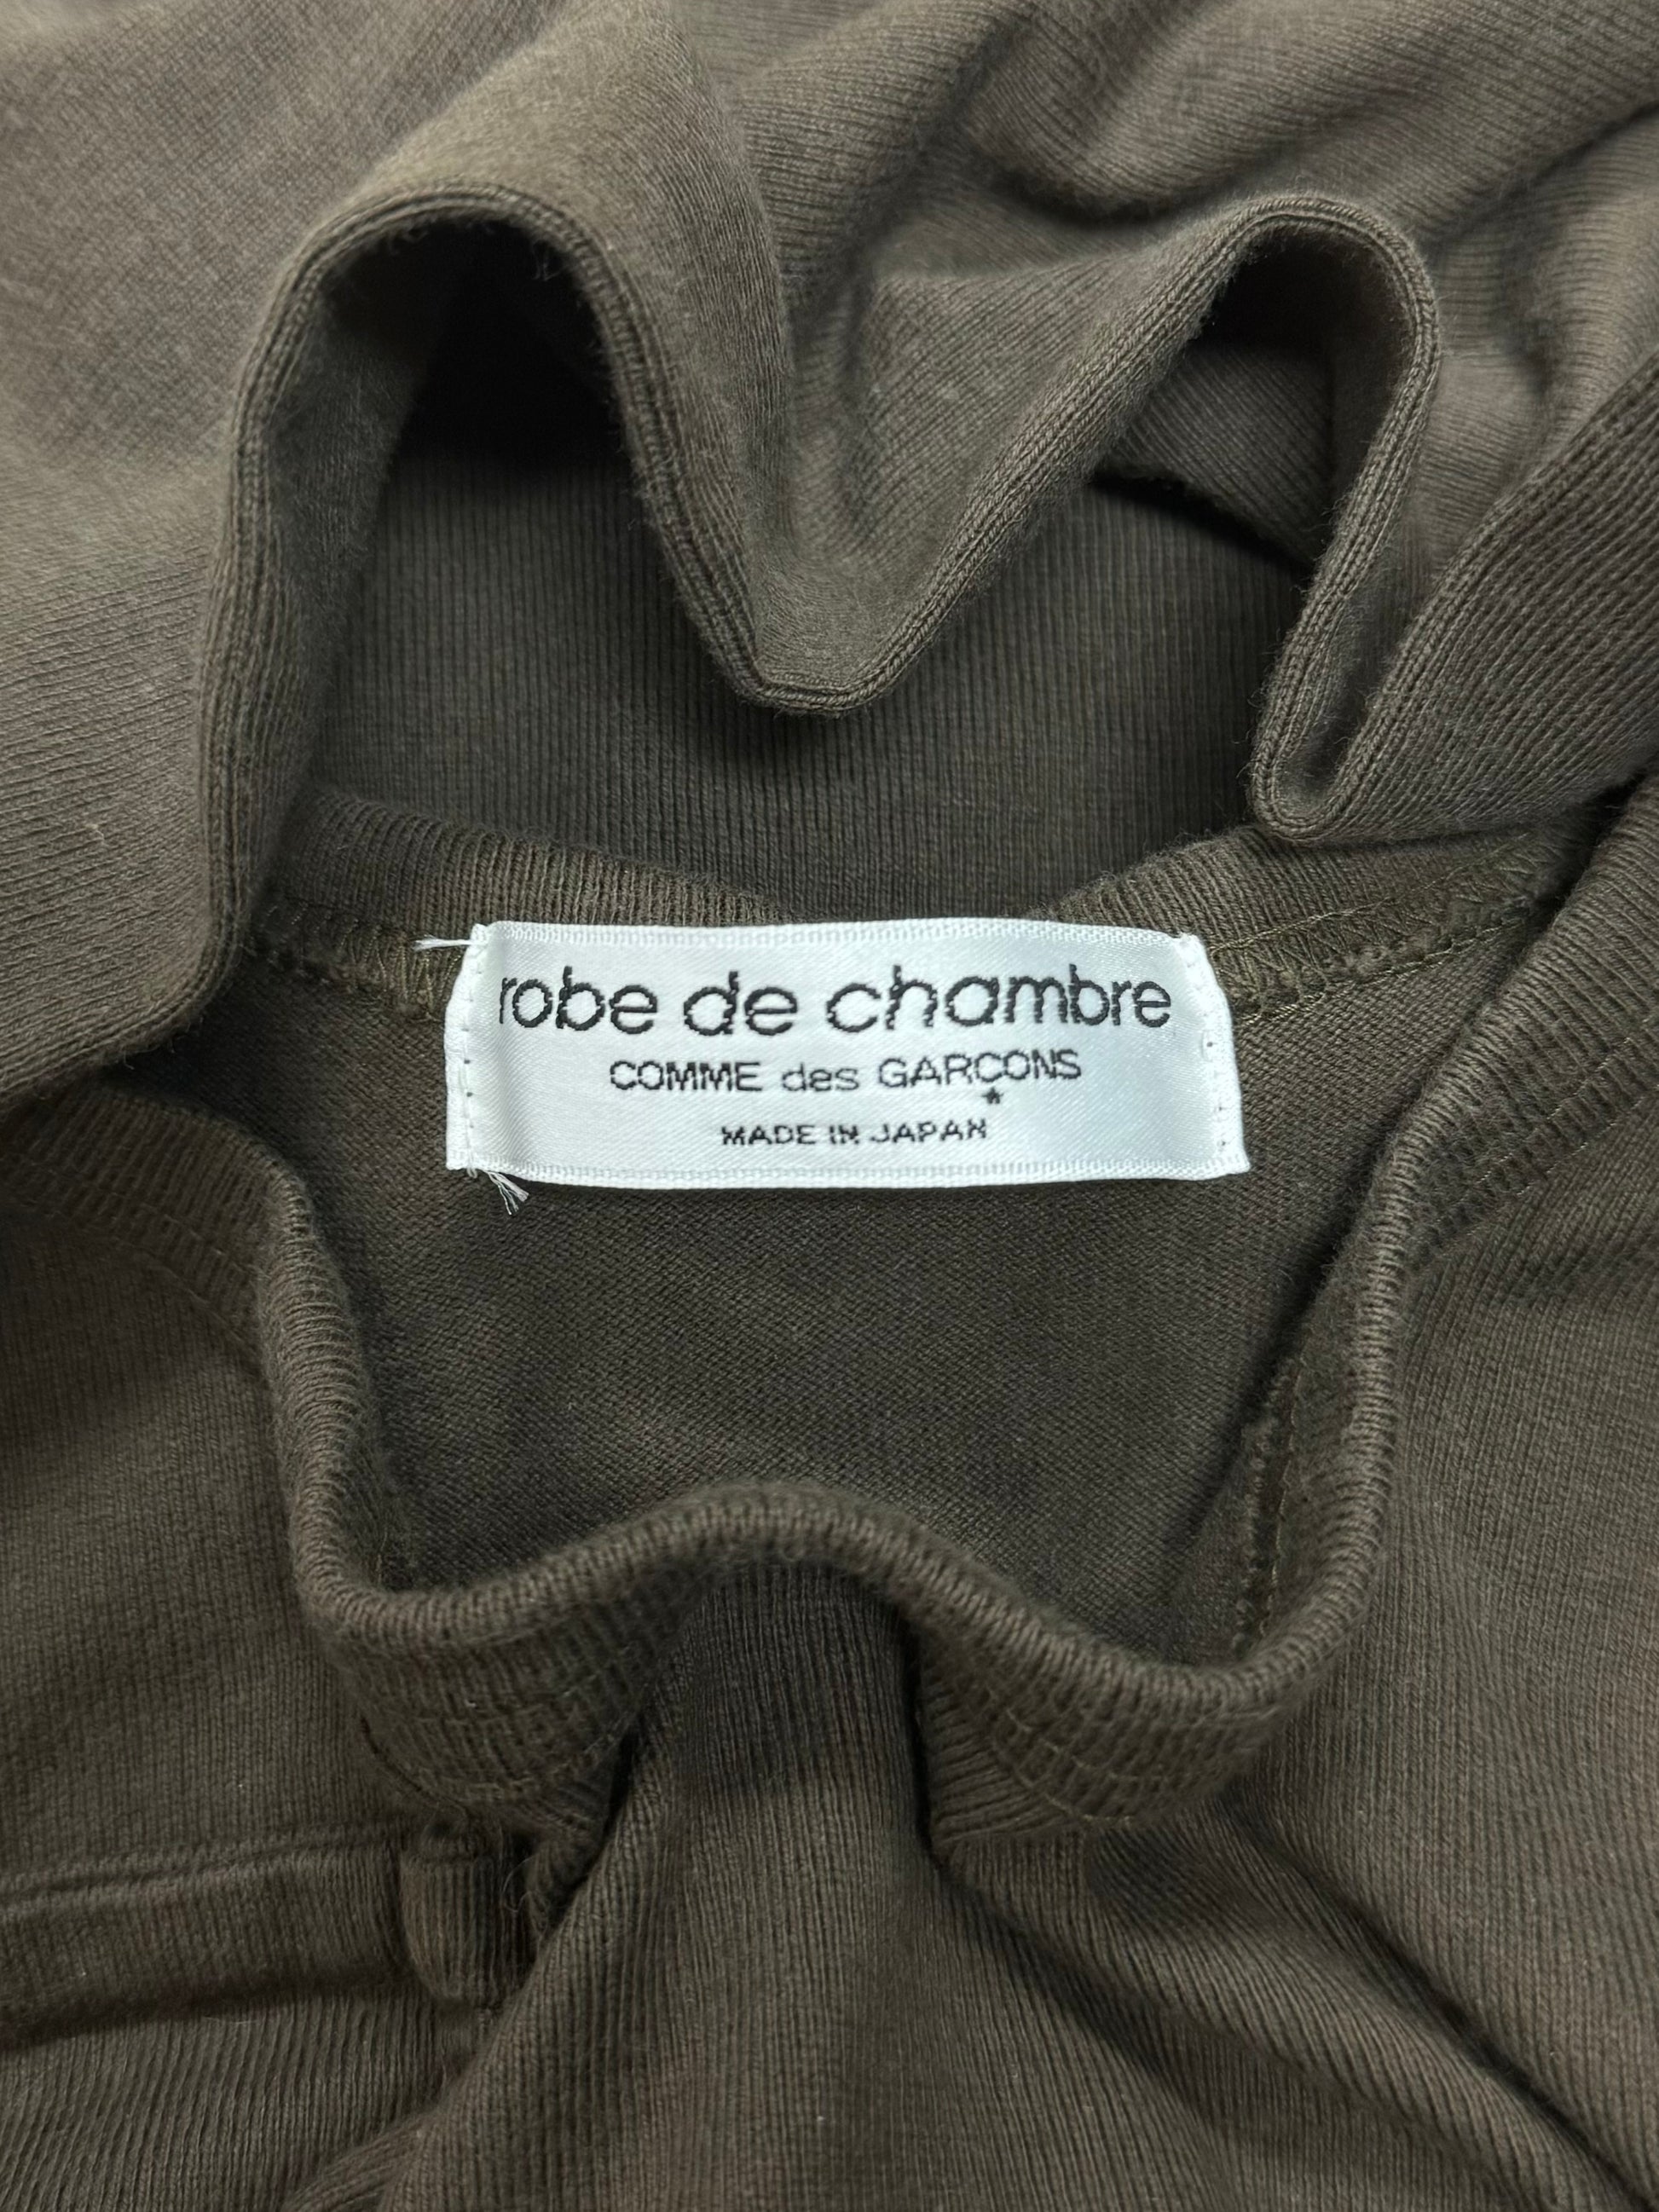 robe de chambre
COMME des GARÇONS
MADE IN JAPAN